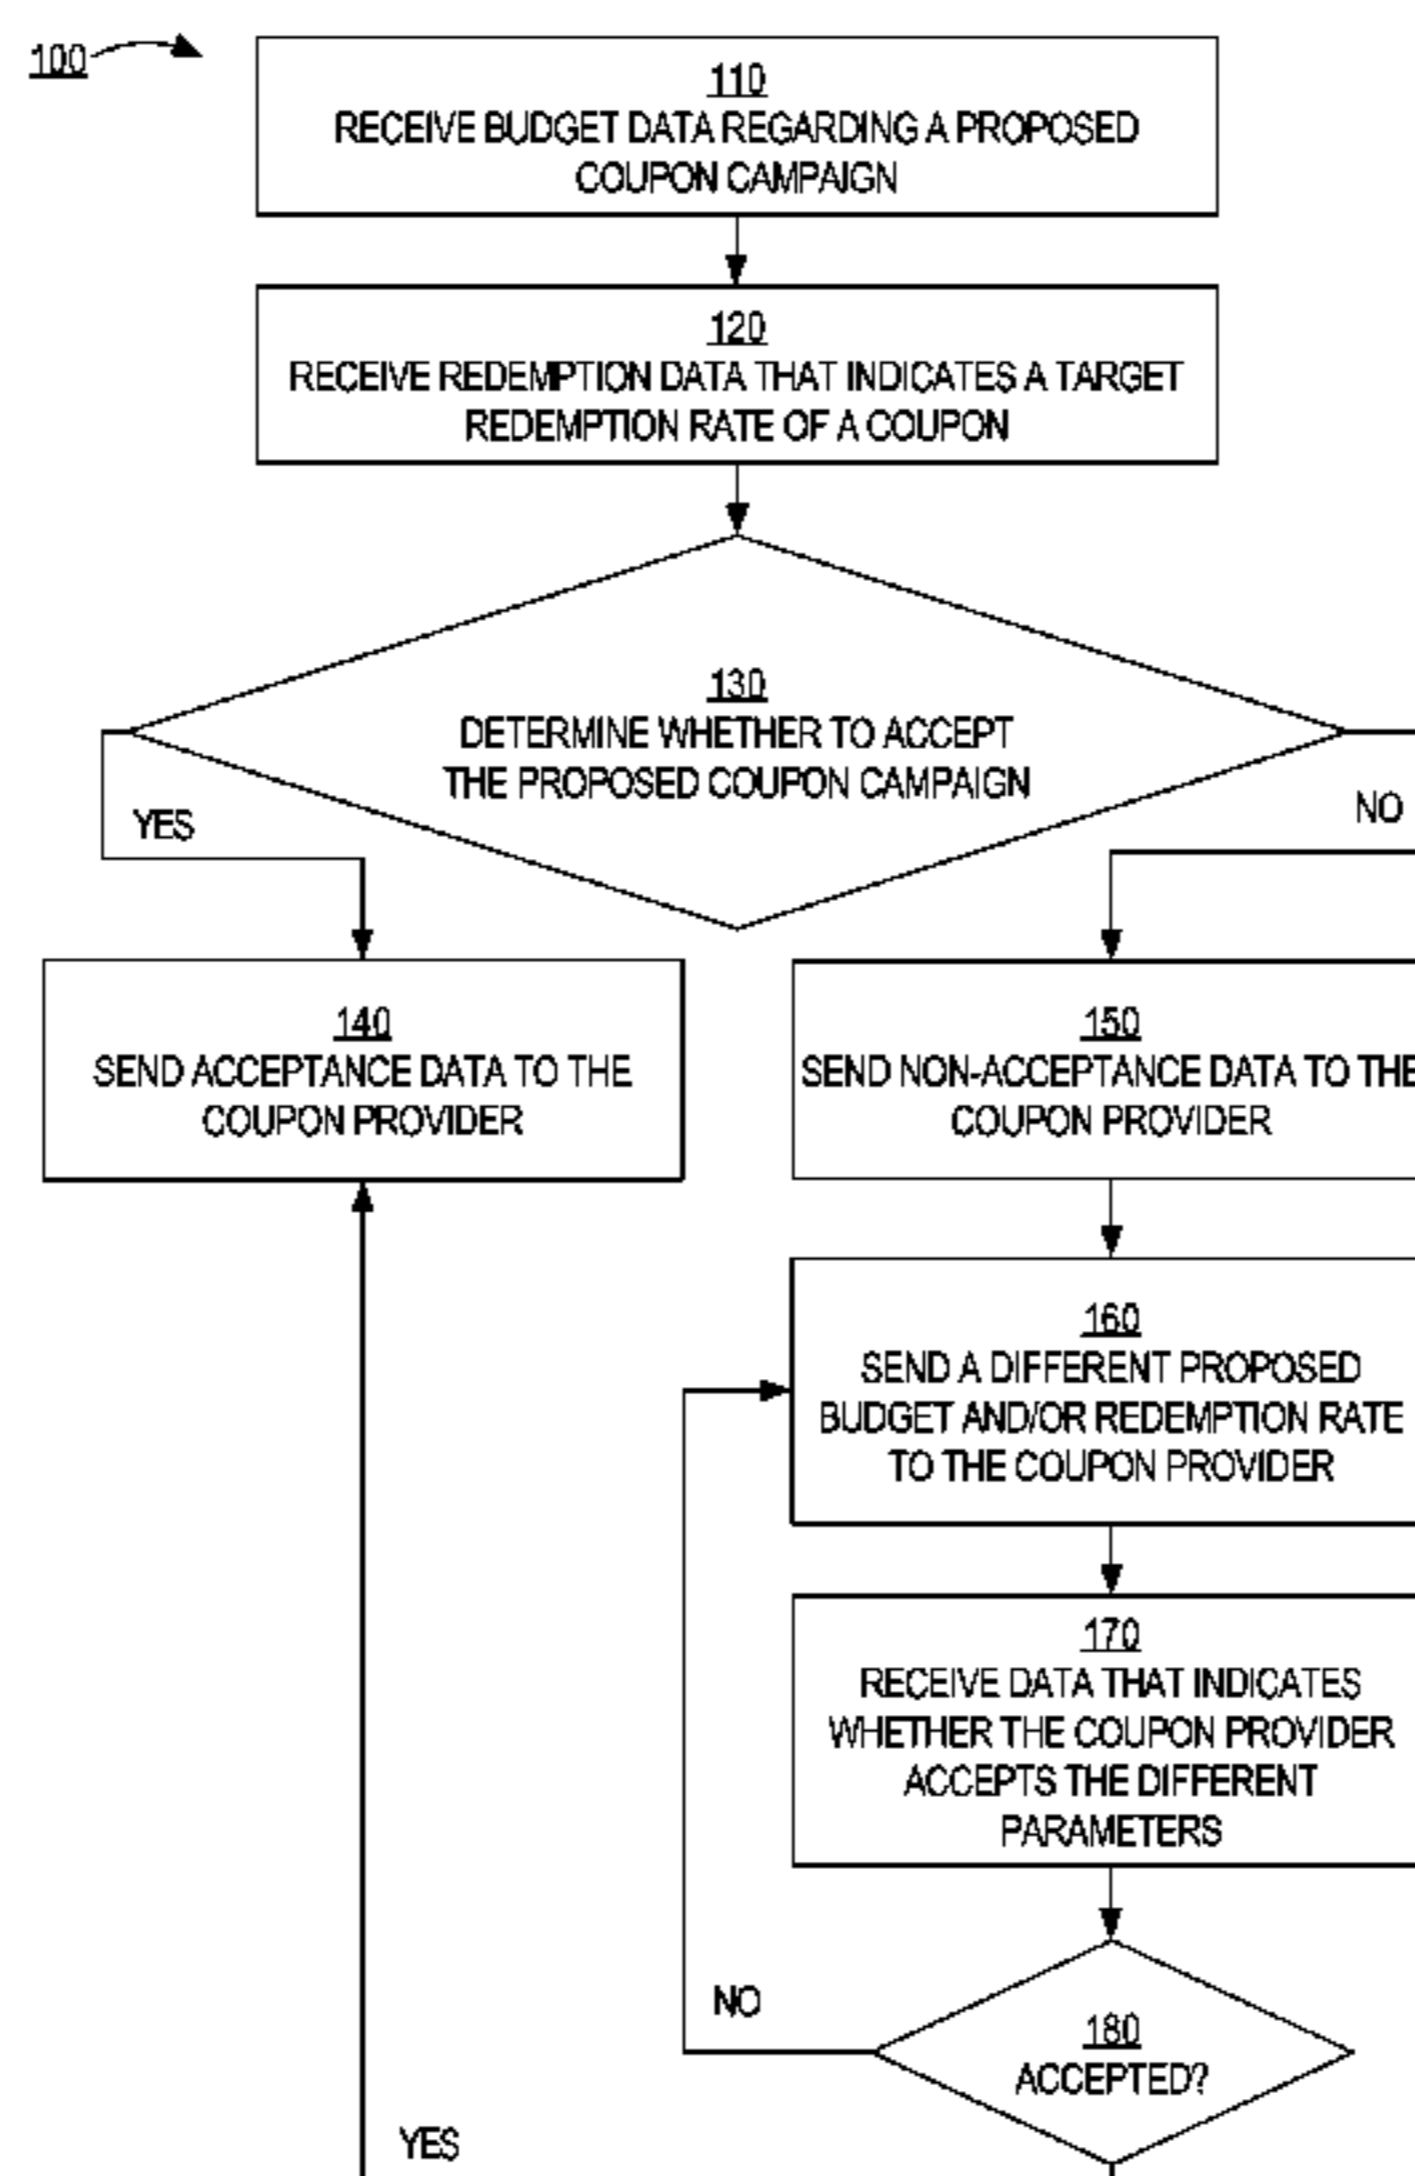 100
110
RECEIVE BUDGET DATA REGARDING A PROPOSED
COUPON CAMPAIGN
120
RECEIVE REDEMPTION DATA THAT INDICATES A TARGET
REDEMPTION RATE OF A COUPON
130
DETERMINE WHETHER TO ACCEPT
THE PROPOSED COUPON CAMPAIGN
YES
NO
140
SEND ACCEPTANCE DATA TO THE
COUPON PROVIDER
150
SEND NON-ACCEPTANCE DATA TO THE
COUPON PROVIDER
160
SEND A DIFFERENT PROPOSED
BUDGET AND/OR REDEMPTION RATE
TO THE COUPON PROVIDER
170
RECEIVE DATA THAT INDICATES
WHETHER THE COUPON PROVIDER
ACCEPTS THE DIFFERENT
PARAMETERS
NO
180
ACCEPTED?
YES